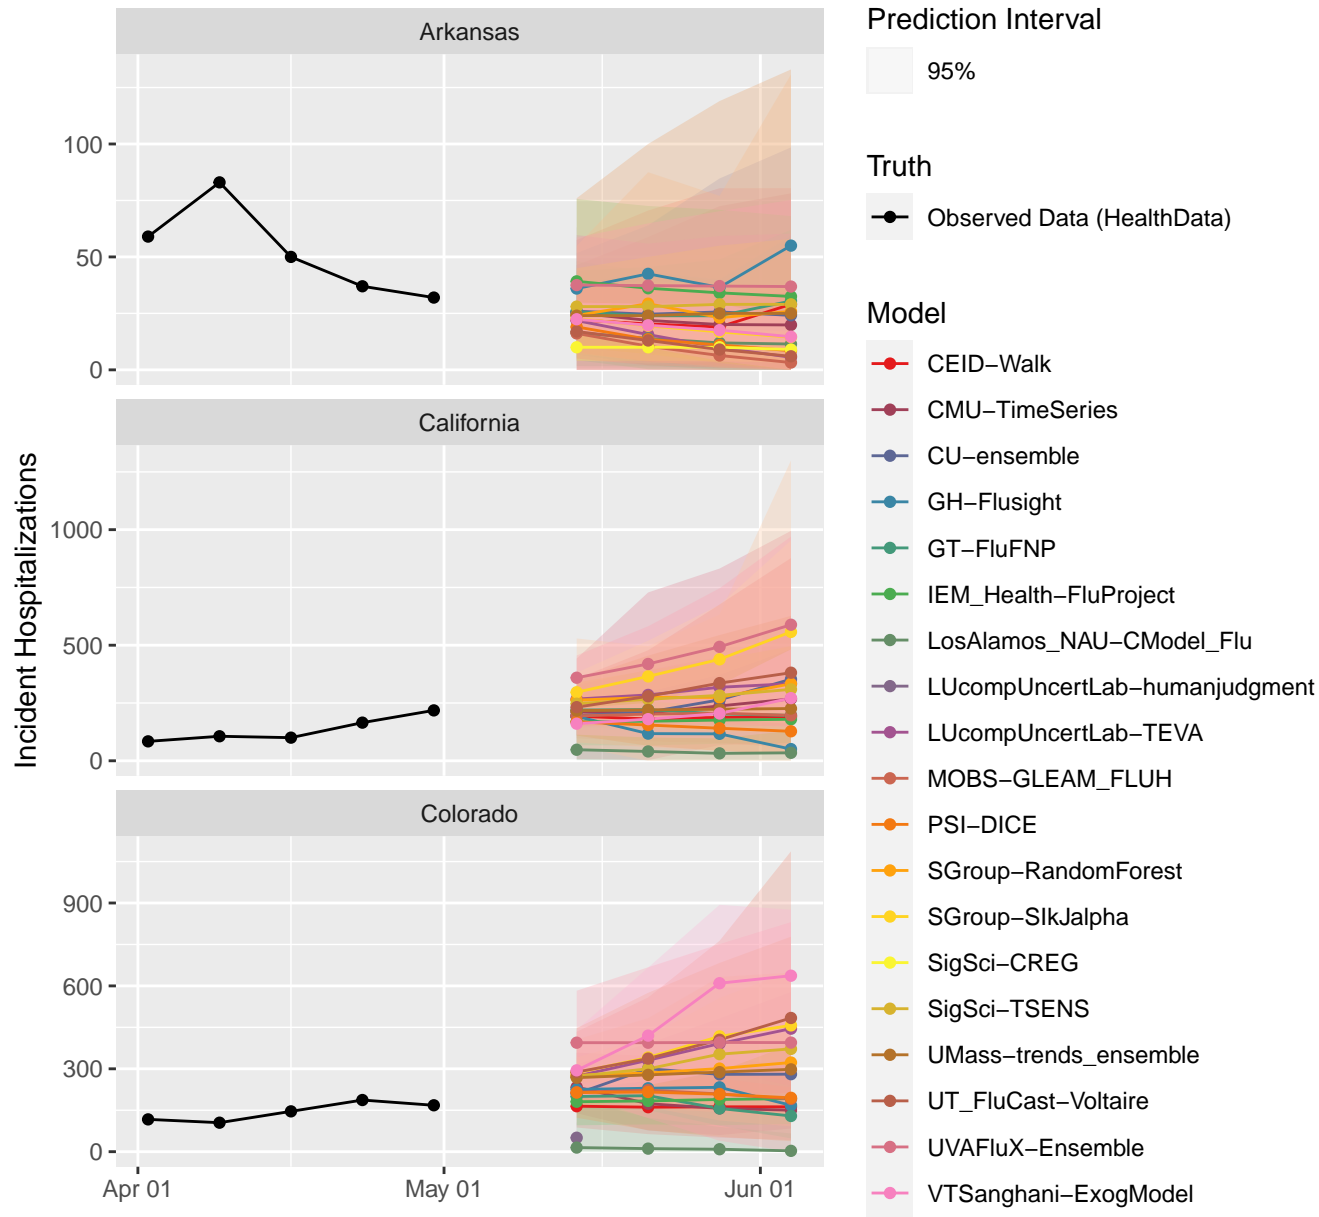 Arkansas
100
50
0
California
1000
500
0
Colorado
900
600
300
0
Apr 01
May 01
Jun 01
Incident Hospitalizations
Prediction Interval
95%
Truth
Observed Data (HealthData)
Model
CEID−Walk
CMU−TimeSeries
CU−ensemble
GH−Flusight
GT−FluFNP
IEM_Health−FluProject
LosAlamos_NAU−CModel_Flu
LUcompUncertLab−humanjudgment
LUcompUncertLab−TEVA
MOBS−GLEAM_FLUH
PSI−DICE
SGroup−RandomForest
SGroup−SIkJalpha
SigSci−CREG
SigSci−TSENS
UMass−trends_ensemble
UT_FluCast−Voltaire
UVAFluX−Ensemble
VTSanghani−ExogModel